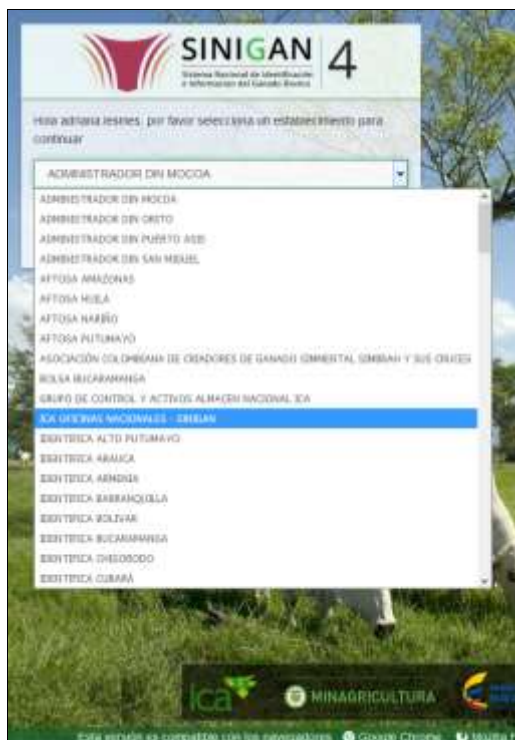 SINIGAN 4
Sistema Nacional de Identificación
e Información del Ganado Bovino
Hola adriana lesmes, por favor selecciona un establecimiento para
continuar
ADMINISTRADOR DIN MOCOA
ADMINISTRADOR DIN MOCOA
ADMINISTRADOR DIN ORITO
ADMINISTRADOR DIN PUERTO ASIS
ADMINISTRADOR DIN SAN MIGUEL
AFTOSA AMAZONAS
AFTOSA HUILA
AFTOSA NARIÑO
AFTOSA PUTUMAYO
ASOCIACIÓN COLOMBIANA DE CRIADORES DE GANADO SIMMENTAL SIMBRAH Y SUS CRUCES
BOLSA BUCARAMANGA
GRUPO DE CONTROL Y ACTIVOS ALMACEN NACIONAL ICA
ICA OFICINAS NACIONALES - SINIGAN
IDENTIFICA ALTO PUTUMAYO
IDENTIFICA ARAUCA
IDENTIFICA ARMENIA
IDENTIFICA BARRANQUILLA
IDENTIFICA BOLIVAR
IDENTIFICA BUCARAMANGA
IDENTIFICA CHIGORODO
IDENTIFICA CUBARÁ
ica MINAGRICULTURA
Esta versión es compatible con los navegadores Google Chrome Mozilla